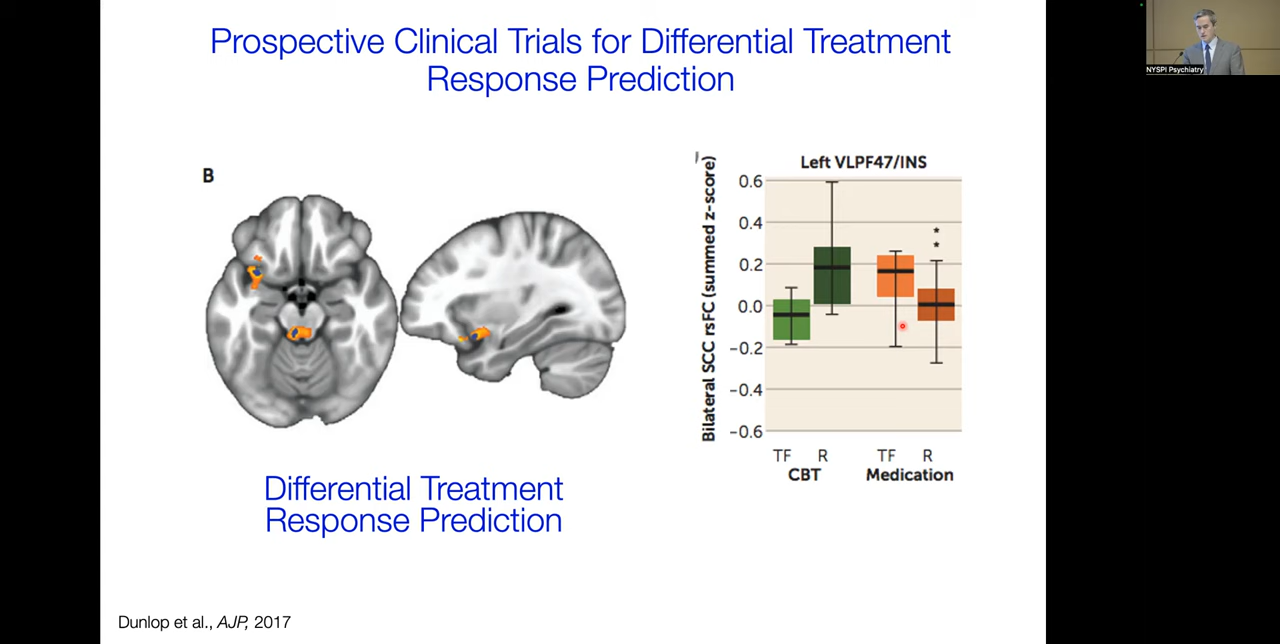 Prospective Clinical Trials for Differential Treatment
Response Prediction
NYSPI Psychiatry
B
Left VLPF47/INS
Bilateral SCC rsFC (summed z-score)
0.6
0.4
0.2
0.0
−0.2
−0.4
−0.6
TF R TF R
CBT Medication
Differential Treatment
Response Prediction
Dunlop et al., AJP, 2017